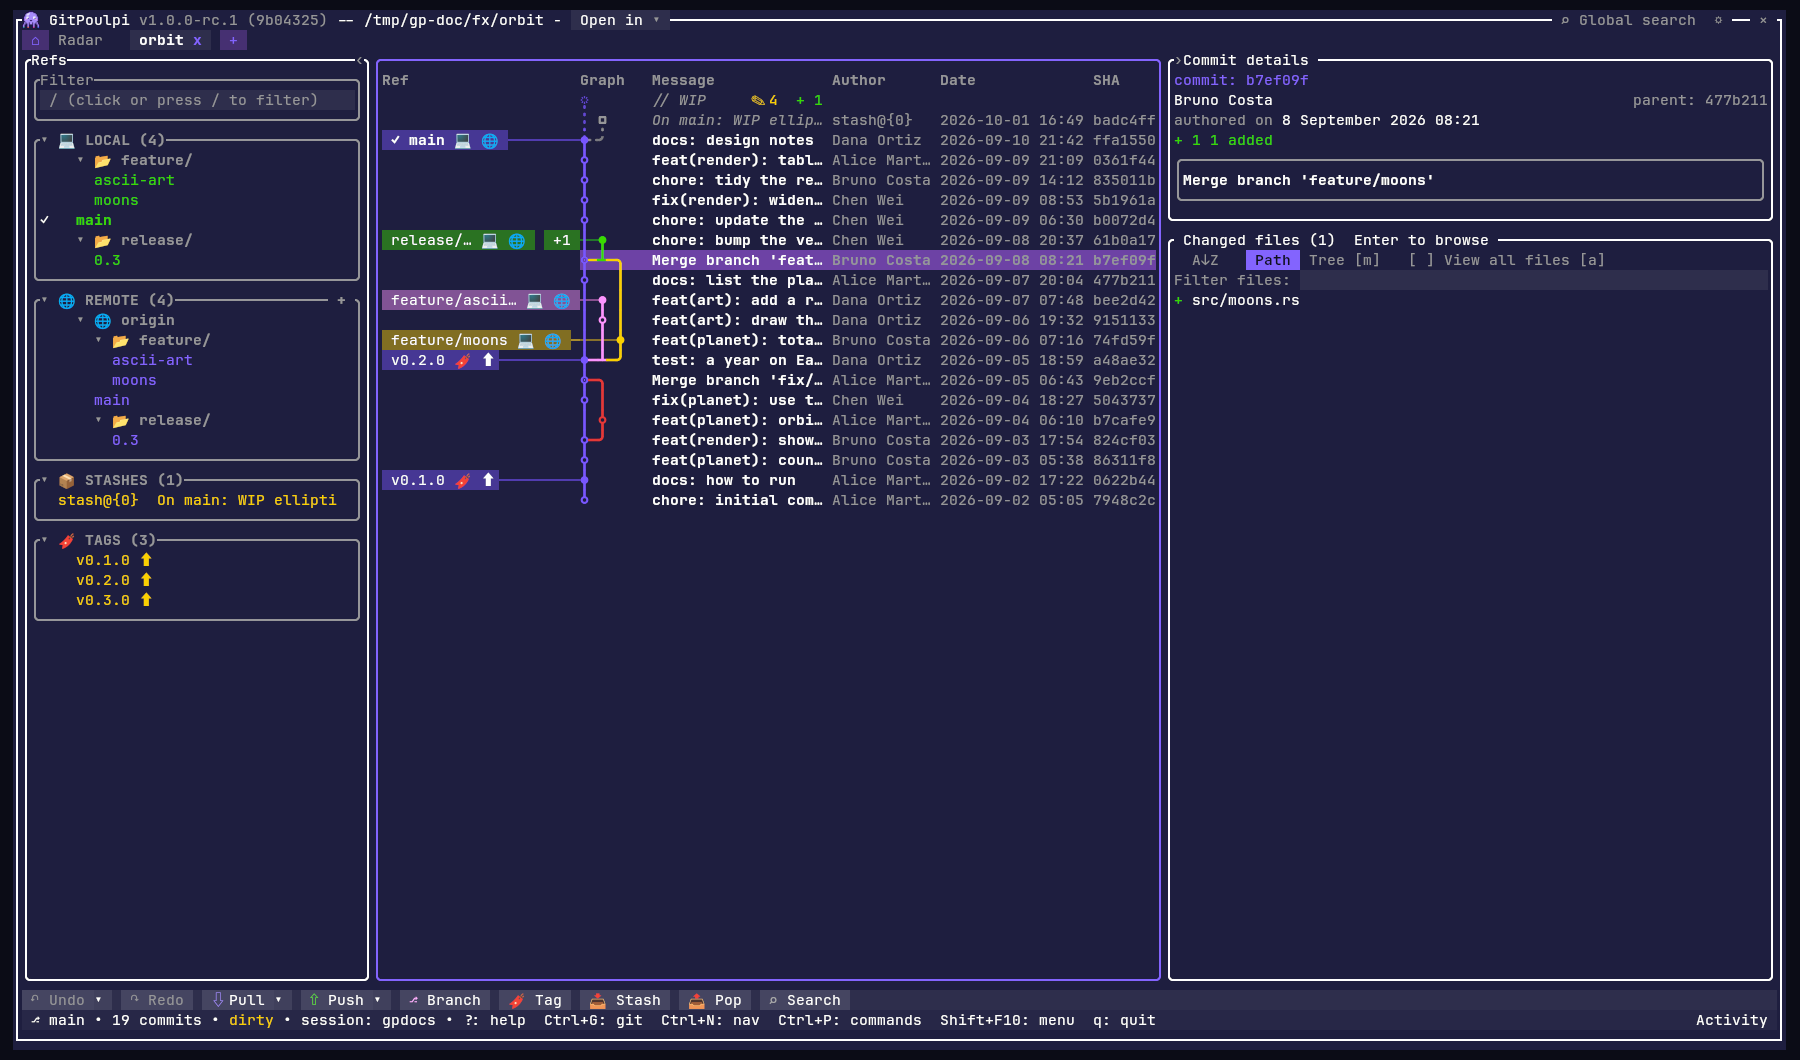 GitPoulpi v1.0.0-rc.1 (9b04325) –– /tmp/gp-doc/fx/orbit - Open in ▾ ⌕ Global search ☼ × 
⌂ Radar orbit x +
Refs ‹
Filter
/ (click or press / to filter)
▾ 💻 LOCAL (4)
▾ 📂 feature/
ascii-art
moons
✓ main
▾ 📂 release/
0.3
▾ 🌐 REMOTE (4) +
▾ 🌐 origin
▾ 📂 feature/
ascii-art
moons
main
▾ 📂 release/
0.3
▾ 📦 STASHES (1)
stash@{0} On main: WIP ellipti
▾ TAGS (3)
v0.1.0 ⬆
v0.2.0 ⬆
v0.3.0 ⬆
Ref Graph Message Author Date SHA
// WIP ✎ 4 + 1
On main: WIP ellip… stash@{0} 2026-10-01 16:49 badc4ff
✓ main 💻 🌐 docs: design notes Dana Ortiz 2026-09-10 21:42 ffa1550
feat(render): tabl… Alice Mart… 2026-09-09 21:09 0361f44
chore: tidy the re… Bruno Costa 2026-09-09 14:12 835011b
fix(render): widen… Chen Wei 2026-09-09 08:53 5b1961a
chore: update the … Chen Wei 2026-09-09 06:30 b0072d4
release/… 💻 🌐 +1 chore: bump the ve… Chen Wei 2026-09-08 20:37 61b0a17
Merge branch 'feat… Bruno Costa 2026-09-08 08:21 b7ef09f
docs: list the pla… Alice Mart… 2026-09-07 20:04 477b211
feature/ascii… 💻 🌐 feat(art): add a r… Dana Ortiz 2026-09-07 07:48 bee2d42
feat(art): draw th… Dana Ortiz 2026-09-06 19:32 9151133
feature/moons 💻 🌐 feat(planet): tota… Bruno Costa 2026-09-06 07:16 74fd59f
v0.2.0 ⬆ test: a year on Ea… Dana Ortiz 2026-09-05 18:59 a48ae32
Merge branch 'fix/… Alice Mart… 2026-09-05 06:43 9eb2ccf
fix(planet): use t… Chen Wei 2026-09-04 18:27 5043737
feat(planet): orbi… Alice Mart… 2026-09-04 06:10 b7cafe9
feat(render): show… Bruno Costa 2026-09-03 17:54 824cf03
feat(planet): coun… Bruno Costa 2026-09-03 05:38 86311f8
v0.1.0 ⬆ docs: how to run Alice Mart… 2026-09-02 17:22 0622b44
chore: initial com… Alice Mart… 2026-09-02 05:05 7948c2c
›Commit details
commit: b7ef09f
Bruno Costa parent: 477b211
authored on 8 September 2026 08:21
+ 1 1 added
Merge branch 'feature/moons'
Changed files (1) Enter to browse
A↓Z Path Tree [m] [ ] View all files [a]
Filter files:
+ src/moons.rs
↶ Undo ▾ ↷ Redo ⇩ Pull ▾ ⇧ Push ▾ ⎇ Branch Tag 📥 Stash 📤 Pop ⌕ Search
⎇ main • 19 commits • dirty • session: gpdocs • ?: help Ctrl+G: git Ctrl+N: nav Ctrl+P: commands Shift+F10: menu q: quit Activity